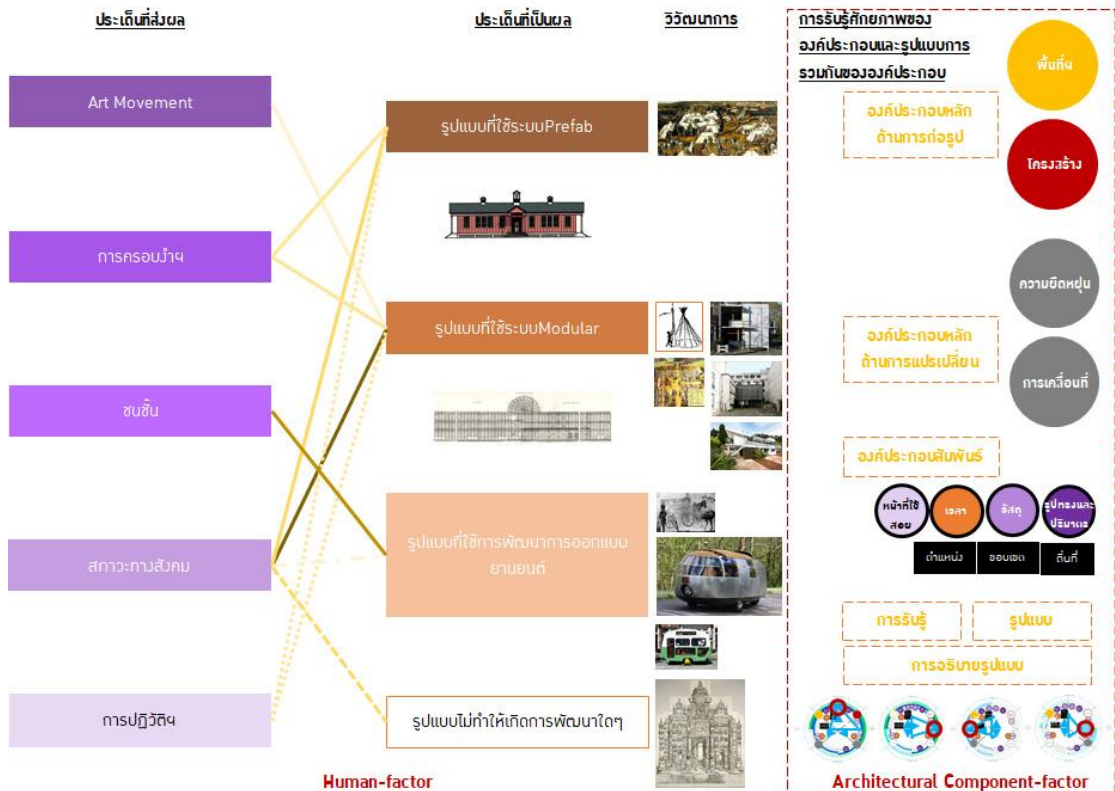 ประเด็นที่ส่งผล
ประเด็นที่เป็นผล
วิวัฒนาการ
การรับรู้ศักยภาพของ
องค์ประกอบและรูปแบบการ
รวมกันขององค์ประกอบ
Art Movement
การครอบงำฯ
ชนชั้น
สภาวะทางสังคม
การปฏิวัติฯ
รูปแบบที่ใช้ระบบPrefab
รูปแบบที่ใช้ระบบModular
รูปแบบที่ใช้การพัฒนาการออกแบบ
ยานยนต์
รูปแบบไม่ทำให้เกิดการพัฒนาใดๆ
Human-factor
พื้นที่ฯ
องค์ประกอบหลัก
ด้านการก่อรูป
โครงสร้าง
ความยืดหยุ่น
องค์ประกอบหลัก
ด้านการแปรเปลี่ยน
การเคลื่อนที่
องค์ประกอบสัมพันธ์
หน้าที่ใช้
สอย
เวลา
วัสดุ
รูปทรงและ
ปริมาตร
ตำแหน่ง
ขอบเขต
ถิ่นที่
การรับรู้
รูปแบบ
การอธิบายรูปแบบ
Architectural Component-factor